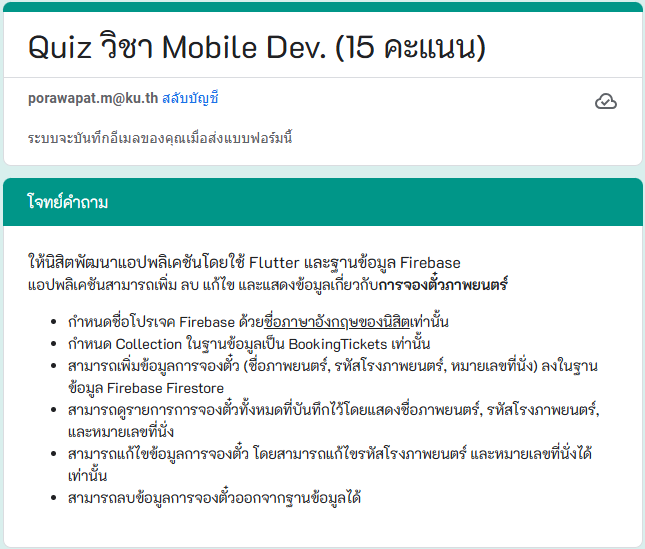 Quiz วิชา Mobile Dev. (15 คะแนน)
porawapat.m@ku.th สลับบัญชี
ระบบจะบันทึกอีเมลของคุณเมื่อส่งแบบฟอร์มนี้
โจทย์คำถาม
ให้นิสิตพัฒนาแอปพลิเคชันโดยใช้ Flutter และฐานข้อมูล Firebase
แอปพลิเคชันสามารถเพิ่ม ลบ แก้ไข และแสดงข้อมูลเกี่ยวกับการจองตั๋วภาพยนตร์
• กำหนดชื่อโปรเจค Firebase ด้วยชื่อภาษาอังกฤษของนิสิตเท่านั้น
• กำหนด Collection ในฐานข้อมูลเป็น BookingTickets เท่านั้น
• สามารถเพิ่มข้อมูลการจองตั๋ว (ชื่อภาพยนตร์, รหัสโรงภาพยนตร์, หมายเลขที่นั่ง) ลงในฐาน
ข้อมูล Firebase Firestore
• สามารถดูรายการการจองตั๋วทั้งหมดที่บันทึกไว้โดยแสดงชื่อภาพยนตร์, รหัสโรงภาพยนตร์,
และหมายเลขที่นั่ง
• สามารถแก้ไขข้อมูลการจองตั๋ว โดยสามารถแก้ไขรหัสโรงภาพยนตร์ และหมายเลขที่นั่งได้
เท่านั้น
• สามารถลบข้อมูลการจองตั๋วออกจากฐานข้อมูลได้